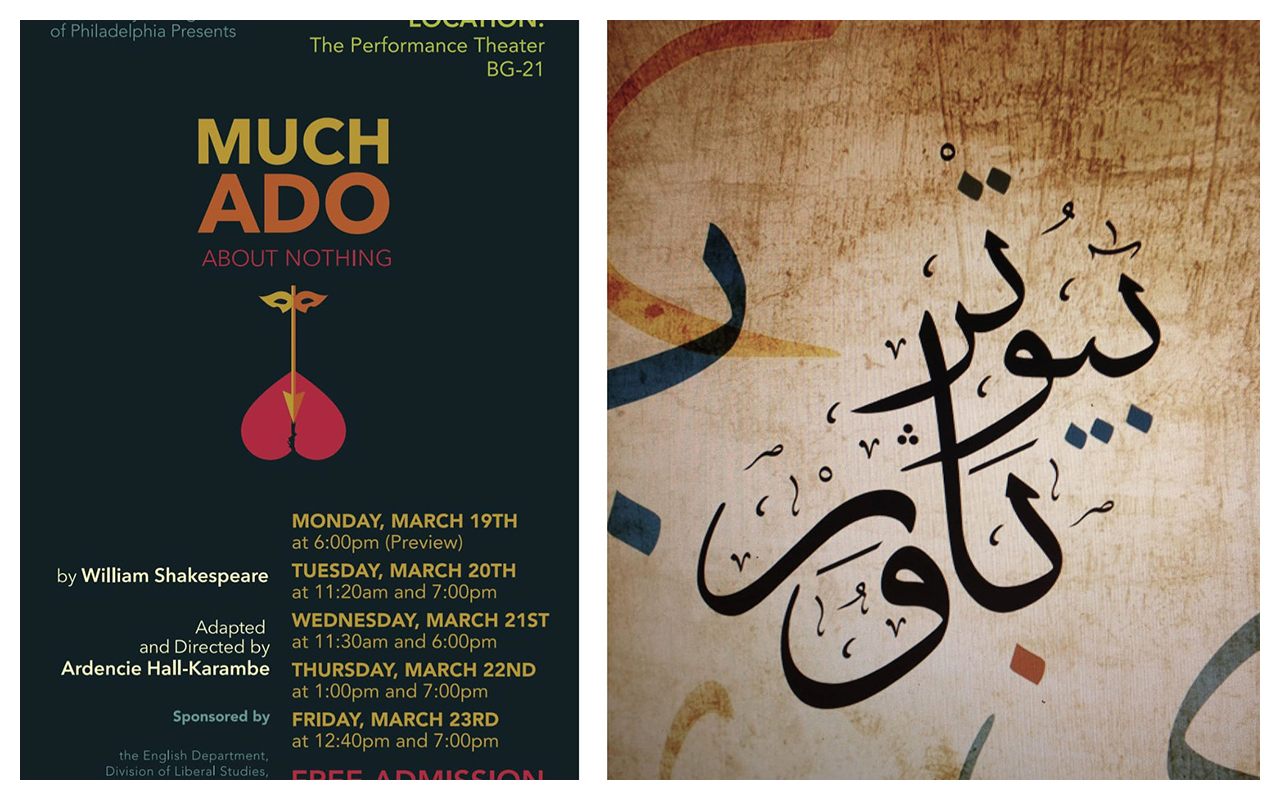 of Philadelphia Presents
LOCATION:
The Performance Theater
BG-21
MUCH
ADO
ABOUT NOTHING
by William Shakespeare
Adapted
and Directed by
Ardencie Hall-Karambe
Sponsored by
the English Department,
Division of Liberal Studies,
MONDAY, MARCH 19TH
at 6:00pm (Preview)
TUESDAY, MARCH 20TH
at 11:20am and 7:00pm
WEDNESDAY, MARCH 21ST
at 11:30am and 6:00pm
THURSDAY, MARCH 22ND
at 1:00pm and 7:00pm
FRIDAY, MARCH 23RD
at 12:40pm and 7:00pm
FREE ADMISSION
بيوتر
باور